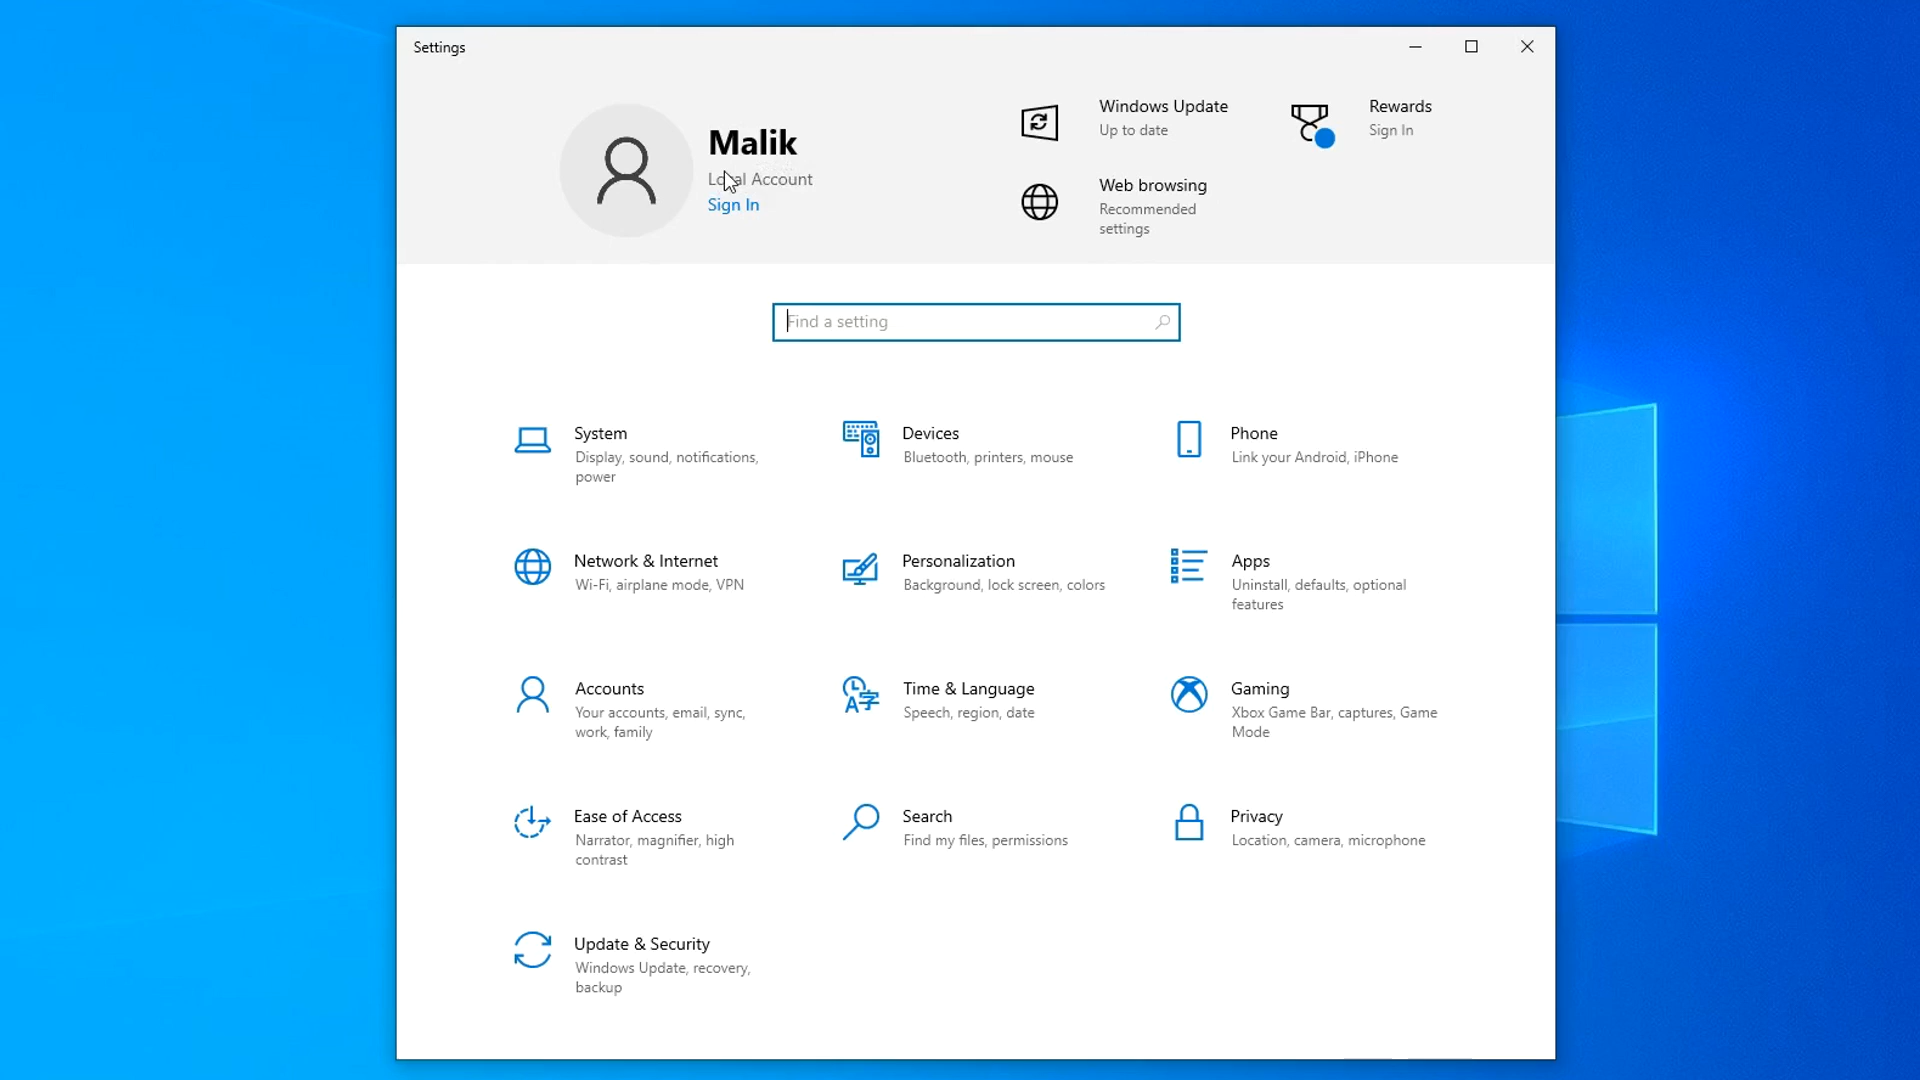 Settings
Malik
Local Account
Sign In
Windows Update
Up to date
Rewards
Sign In
Web browsing
Recommended
settings
Find a setting
System
Display, sound, notifications,
power
Devices
Bluetooth, printers, mouse
Phone
Link your Android, iPhone
Network & Internet
Wi-Fi, airplane mode, VPN
Personalization
Background, lock screen, colors
Apps
Uninstall, defaults, optional
features
Accounts
Your accounts, email, sync,
work, family
Time & Language
Speech, region, date
Gaming
Xbox Game Bar, captures, Game
Mode
Ease of Access
Narrator, magnifier, high
contrast
Search
Find my files, permissions
Privacy
Location, camera, microphone
Update & Security
Windows Update, recovery,
backup